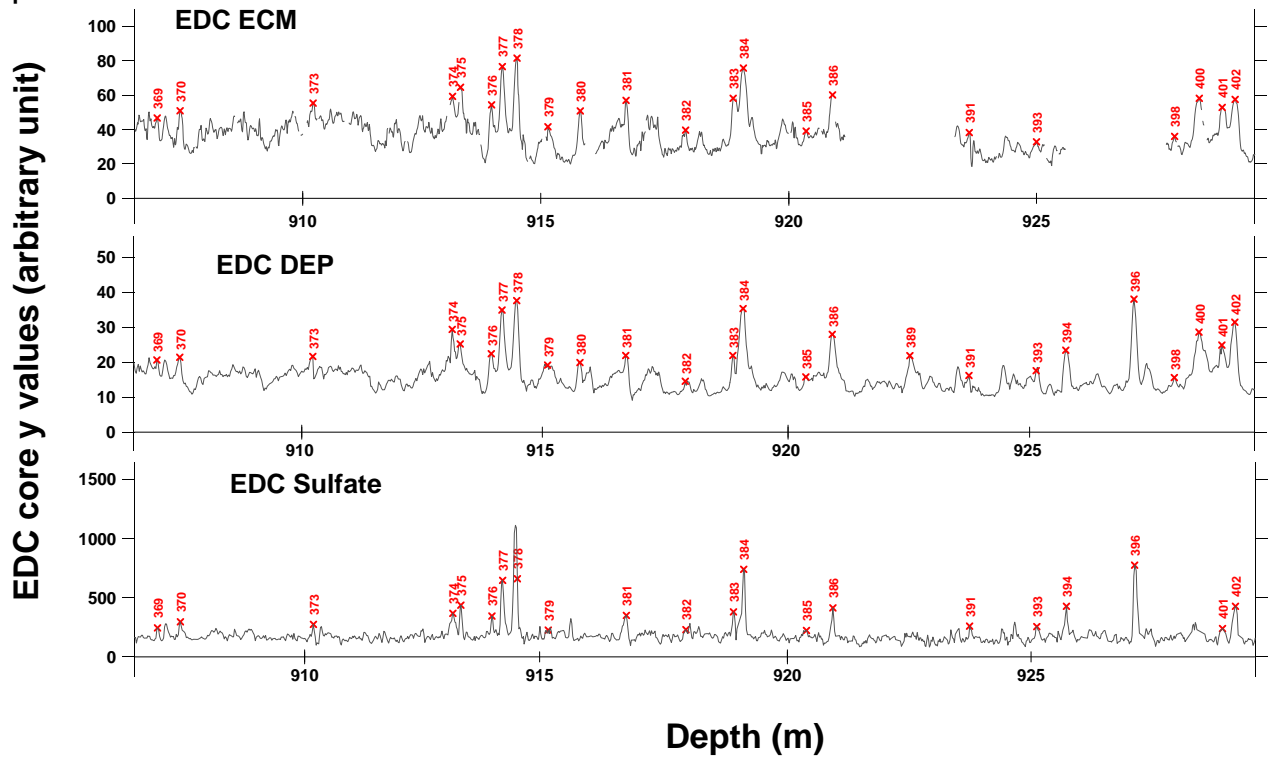 EDC ECM
100
80
60
40
20
0
369 370 373 374 375 376 377 378 379 380 381 382 383 384 385 386 391 393 398 400 401 402
910 915 920 925
EDC DEP
50
40
30
20
10
0
369 370 373 374 375 376 377 378 379 380 381 382 383 384 385 386 389 391 393 394 396 398 400 401 402
910 915 920 925
EDC Sulfate
1500
1000
500
0
369 370 373 374 375 376 377 378 379 381 382 383 384 385 386 391 393 394 396 401 402
910 915 920 925
EDC core y values (arbitrary unit)
Depth (m)